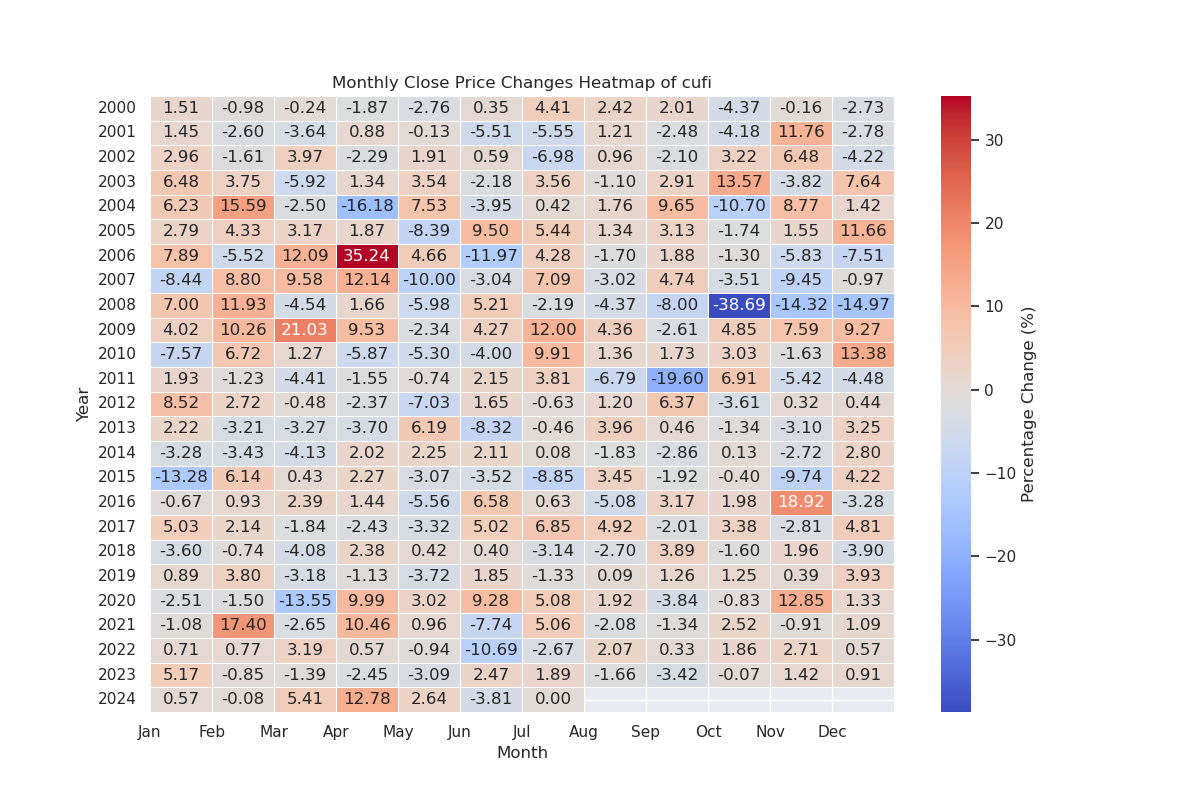 Monthly Close Price Changes Heatmap of cufi
2000 1.51 -0.98 -0.24 -1.87 -2.76 0.35 4.41 2.42 2.01 -4.37 -0.16 -2.73
2001 1.45 -2.60 -3.64 0.88 -0.13 -5.51 -5.55 1.21 -2.48 -4.18 11.76 -2.78
2002 2.96 -1.61 3.97 -2.29 1.91 0.59 -6.98 0.96 -2.10 3.22 6.48 -4.22
2003 6.48 3.75 -5.92 1.34 3.54 -2.18 3.56 -1.10 2.91 13.57 -3.82 7.64
2004 6.23 15.59 -2.50 -16.18 7.53 -3.95 0.42 1.76 9.65 -10.70 8.77 1.42
2005 2.79 4.33 3.17 1.87 -8.39 9.50 5.44 1.34 3.13 -1.74 1.55 11.66
2006 7.89 -5.52 12.09 35.24 4.66 -11.97 4.28 -1.70 1.88 -1.30 -5.83 -7.51
2007 -8.44 8.80 9.58 12.14 -10.00 -3.04 7.09 -3.02 4.74 -3.51 -9.45 -0.97
2008 7.00 11.93 -4.54 1.66 -5.98 5.21 -2.19 -4.37 -8.00 -38.69 -14.32 -14.97
2009 4.02 10.26 21.03 9.53 -2.34 4.27 12.00 4.36 -2.61 4.85 7.59 9.27
2010 -7.57 6.72 1.27 -5.87 -5.30 -4.00 9.91 1.36 1.73 3.03 -1.63 13.38
2011 1.93 -1.23 -4.41 -1.55 -0.74 2.15 3.81 -6.79 -19.60 6.91 -5.42 -4.48
2012 8.52 2.72 -0.48 -2.37 -7.03 1.65 -0.63 1.20 6.37 -3.61 0.32 0.44
2013 2.22 -3.21 -3.27 -3.70 6.19 -8.32 -0.46 3.96 0.46 -1.34 -3.10 3.25
2014 -3.28 -3.43 -4.13 2.02 2.25 2.11 0.08 -1.83 -2.86 0.13 -2.72 2.80
2015 -13.28 6.14 0.43 2.27 -3.07 -3.52 -8.85 3.45 -1.92 -0.40 -9.74 4.22
2016 -0.67 0.93 2.39 1.44 -5.56 6.58 0.63 -5.08 3.17 1.98 18.92 -3.28
2017 5.03 2.14 -1.84 -2.43 -3.32 5.02 6.85 4.92 -2.01 3.38 -2.81 4.81
2018 -3.60 -0.74 -4.08 2.38 0.42 0.40 -3.14 -2.70 3.89 -1.60 1.96 -3.90
2019 0.89 3.80 -3.18 -1.13 -3.72 1.85 -1.33 0.09 1.26 1.25 0.39 3.93
2020 -2.51 -1.50 -13.55 9.99 3.02 9.28 5.08 1.92 -3.84 -0.83 12.85 1.33
2021 -1.08 17.40 -2.65 10.46 0.96 -7.74 5.06 -2.08 -1.34 2.52 -0.91 1.09
2022 0.71 0.77 3.19 0.57 -0.94 -10.69 -2.67 2.07 0.33 1.86 2.71 0.57
2023 5.17 -0.85 -1.39 -2.45 -3.09 2.47 1.89 -1.66 -3.42 -0.07 1.42 0.91
2024 0.57 -0.08 5.41 12.78 2.64 -3.81 0.00
Jan Feb Mar Apr May Jun Jul Aug Sep Oct Nov Dec
Month
Year
30
20
10
0
−10
−20
−30
Percentage Change (%)